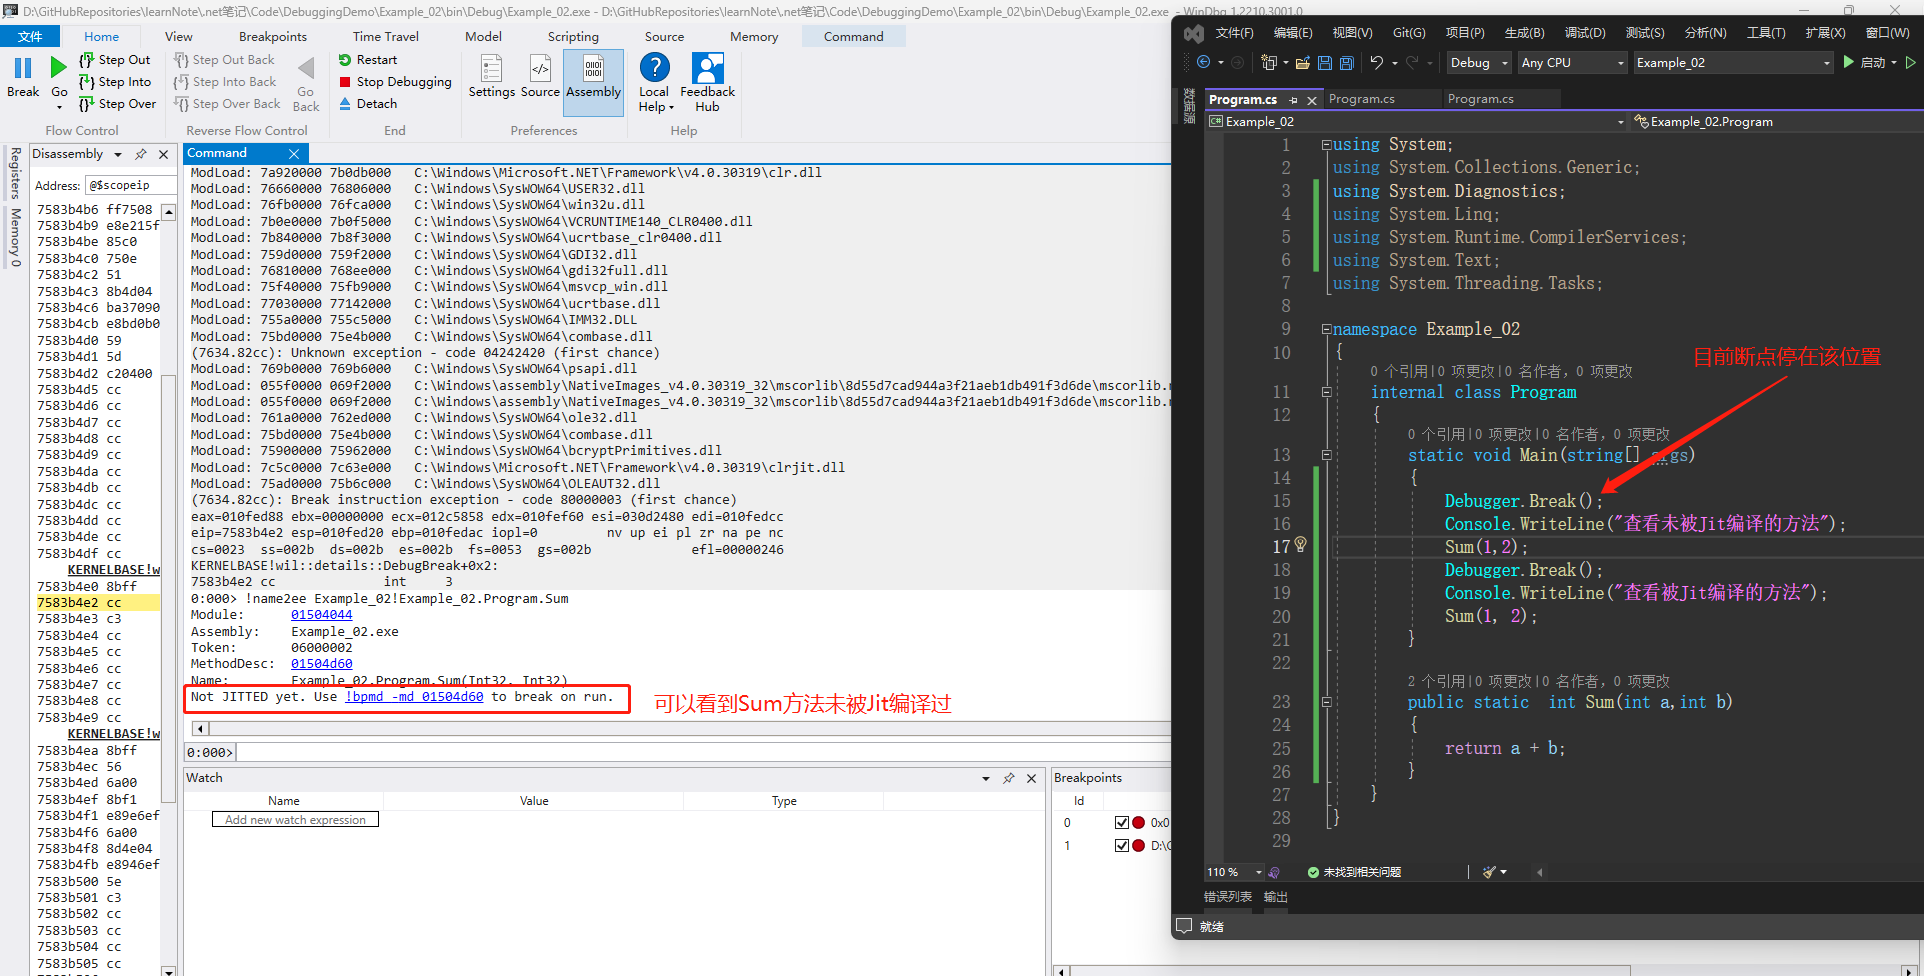 D:\GitHubRepositories\learnNote\.net笔记\Code\DebuggingDemo\Example_02\bin\Debug\Example_02.exe - D:\GitHubRepositories\learnNote\.net笔记\Code\DebuggingDemo\Example_02\bin\Debug\Example_02.exe - WinDbg 1.2210.3001.0
文件 Home View Breakpoints Time Travel Model Scripting Source Memory Command
Break
Go
Step Out
Step Into
Step Over
Flow Control
Step Out Back
Step Into Back
Step Over Back
Go Back
Reverse Flow Control
Restart
Stop Debugging
Detach
End
Settings Source Assembly
Preferences
Local Help
Feedback Hub
Help
Registers
Memory 0
Disassembly
Address: @$scopeip
7583b4b6 ff7508
7583b4b9 e8e215f
7583b4be 85c0
7583b4c0 750e
7583b4c2 51
7583b4c3 8b4d04
7583b4c6 ba37090
7583b4cb e8bd0b0
7583b4d0 59
7583b4d1 5d
7583b4d2 c20400
7583b4d5 cc
7583b4d6 cc
7583b4d7 cc
7583b4d8 cc
7583b4d9 cc
7583b4da cc
7583b4db cc
7583b4dc cc
7583b4dd cc
7583b4de cc
7583b4df cc
KERNELBASE!w
7583b4e0 8bff
7583b4e2 cc
7583b4e3 c3
7583b4e4 cc
7583b4e5 cc
7583b4e6 cc
7583b4e7 cc
7583b4e8 cc
7583b4e9 cc
KERNELBASE!w
7583b4ea 8bff
7583b4ec 56
7583b4ed 6a00
7583b4ef 8bf1
7583b4f1 e89e6ef
7583b4f6 6a00
7583b4f8 8d4e04
7583b4fb e8946ef
7583b500 5e
7583b501 c3
7583b502 cc
7583b503 cc
7583b504 cc
7583b505 cc
Command
ModLoad: 7a920000 7b0db000 C:\Windows\Microsoft.NET\Framework\v4.0.30319\clr.dll
ModLoad: 76660000 76806000 C:\Windows\SysWOW64\USER32.dll
ModLoad: 76fb0000 76fca000 C:\Windows\SysWOW64\win32u.dll
ModLoad: 7b0e0000 7b0f5000 C:\Windows\SysWOW64\VCRUNTIME140_CLR0400.dll
ModLoad: 7b840000 7b8f3000 C:\Windows\SysWOW64\ucrtbase_clr0400.dll
ModLoad: 759d0000 759f2000 C:\Windows\SysWOW64\GDI32.dll
ModLoad: 76810000 768ee000 C:\Windows\SysWOW64\gdi32full.dll
ModLoad: 75f40000 75fb9000 C:\Windows\SysWOW64\msvcp_win.dll
ModLoad: 77030000 77142000 C:\Windows\SysWOW64\ucrtbase.dll
ModLoad: 755a0000 755c5000 C:\Windows\SysWOW64\IMM32.DLL
ModLoad: 75bd0000 75e4b000 C:\Windows\SysWOW64\combase.dll
(7634.82cc): Unknown exception - code 04242420 (first chance)
ModLoad: 769b0000 769b6000 C:\Windows\SysWOW64\psapi.dll
ModLoad: 055f0000 069f2000 C:\Windows\assembly\NativeImages_v4.0.30319_32\mscorlib\8d55d7cad944a3f21aeb1db491f3d6de\mscorlib.n
ModLoad: 055f0000 069f2000 C:\Windows\assembly\NativeImages_v4.0.30319_32\mscorlib\8d55d7cad944a3f21aeb1db491f3d6de\mscorlib.n
ModLoad: 761a0000 762ed000 C:\Windows\SysWOW64\ole32.dll
ModLoad: 75bd0000 75e4b000 C:\Windows\SysWOW64\combase.dll
ModLoad: 75900000 75962000 C:\Windows\SysWOW64\bcryptPrimitives.dll
ModLoad: 7c5c0000 7c63e000 C:\Windows\Microsoft.NET\Framework\v4.0.30319\clrjit.dll
ModLoad: 75ad0000 75b6c000 C:\Windows\SysWOW64\OLEAUT32.dll
(7634.82cc): Break instruction exception - code 80000003 (first chance)
eax=010fed88 ebx=00000000 ecx=012c5858 edx=010fef60 esi=030d2480 edi=010fedcc
eip=7583b4e2 esp=010fed20 ebp=010fedac iopl=0 nv up ei pl zr na pe nc
cs=0023 ss=002b ds=002b es=002b fs=0053 gs=002b efl=00000246
KERNELBASE!wil::details::DebugBreak+0x2:
7583b4e2 cc int 3
0:000> !name2ee Example_02!Example_02.Program.Sum
Module: 01504044
Assembly: Example_02.exe
Token: 06000002
MethodDesc: 01504d60
Name: Example_02.Program.Sum(Int32, Int32)
Not JITTED yet. Use !bpmd -md 01504d60 to break on run.
可以看到Sum方法未被Jit编译过
0:000>
Watch
Name Value Type
Add new watch expression
Breakpoints
Id
0 0x0
1 D:\G
文件(F) 编辑(E) 视图(V) Git(G) 项目(P) 生成(B) 调试(D) 测试(S) 分析(N) 工具(T) 扩展(X) 窗口(W)
Debug Any CPU Example_02 启动
数据源
Program.cs Program.cs Program.cs
Example_02 Example_02.Program
1 using System;
2 using System.Collections.Generic;
3 using System.Diagnostics;
4 using System.Linq;
5 using System.Runtime.CompilerServices;
6 using System.Text;
7 using System.Threading.Tasks;
8
9 namespace Example_02
10 {
0 个引用|0 项更改|0 名作者，0 项更改
11 internal class Program
12 {
0 个引用|0 项更改|0 名作者，0 项更改
13 static void Main(string[] args)
14 {
15 Debugger.Break();
16 Console.WriteLine("查看未被Jit编译的方法");
17 Sum(1,2);
18 Debugger.Break();
19 Console.WriteLine("查看被Jit编译的方法");
20 Sum(1, 2);
21 }
22
2 个引用|0 项更改|0 名作者，0 项更改
23 public static int Sum(int a,int b)
24 {
25 return a + b;
26 }
27 }
28 }
29
目前断点停在该位置
110 % 未找到相关问题
错误列表 输出
就绪